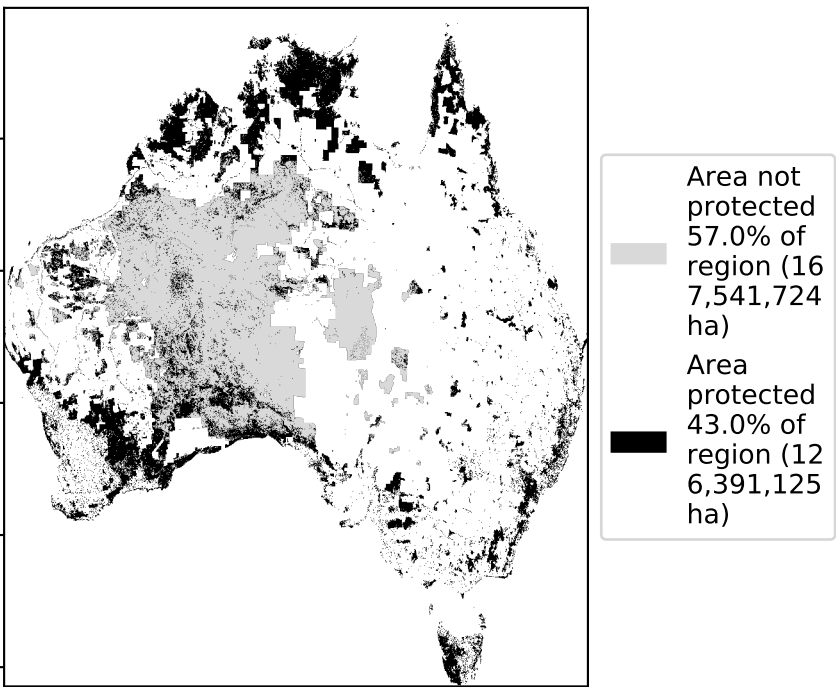 Area not
protected
57.0% of
region (16
7,541,724
ha)
Area
protected
43.0% of
region (12
6,391,125
ha)